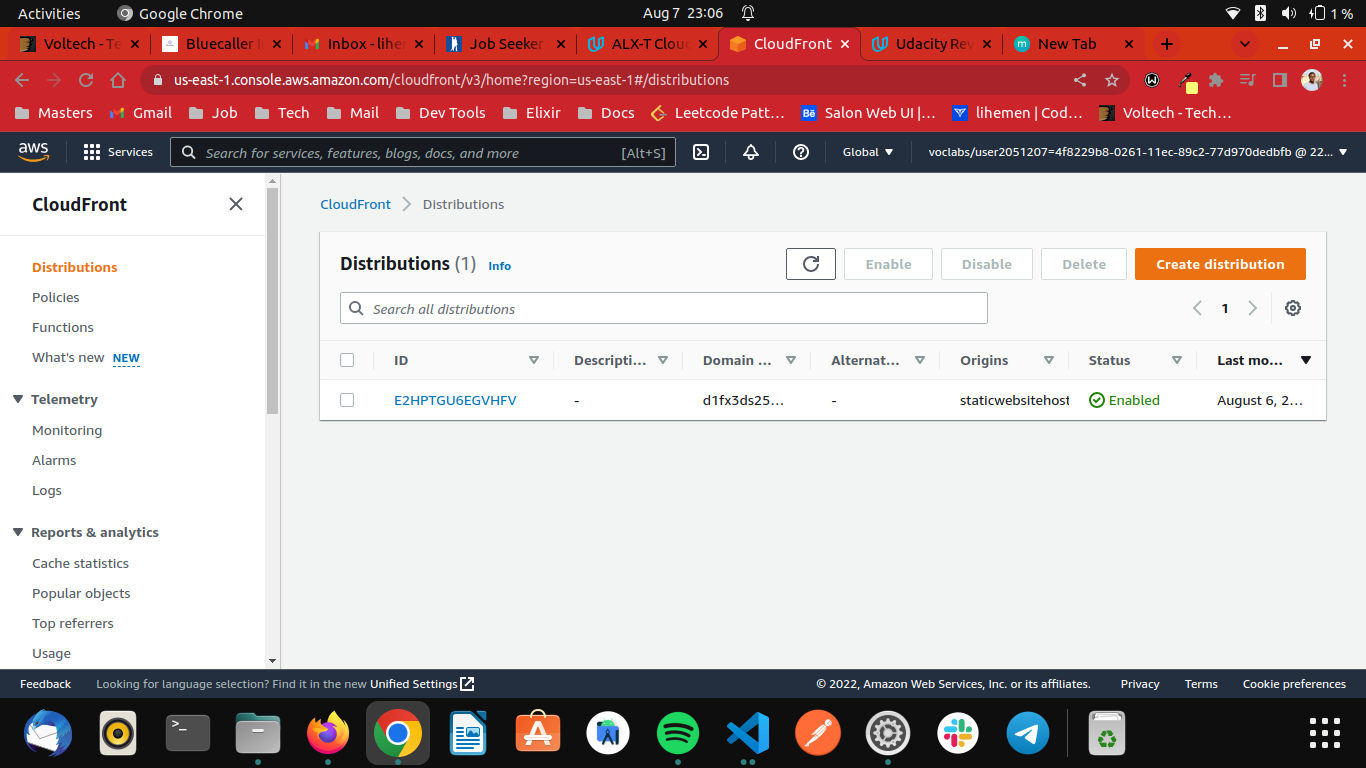 Activities Google Chrome Aug 7 23:06 1 %
Voltech - Te Bluecaller Inbox - lihe Job Seeker ALX-T Clou CloudFront Udacity Rev New Tab
us-east-1.console.aws.amazon.com/cloudfront/v3/home?region=us-east-1#/distributions
Masters Gmail Job Tech Mail Dev Tools Elixir Docs Leetcode Patt... Salon Web UI |... lihemen | Cod... Voltech - Tech...
aws Services Search for services, features, blogs, docs, and more [Alt+S] Global voclabs/user2051207=4f8229b8-0261-11ec-89c2-77d970dedbfb @ 22...
CloudFront
Distributions
Policies
Functions
What's new NEW
Telemetry
Monitoring
Alarms
Logs
Reports & analytics
Cache statistics
Popular objects
Top referrers
Usage
CloudFront Distributions
Distributions (1) Info Enable Disable Delete Create distribution
Search all distributions 1
ID Descripti... Domain ... Alternat... Origins Status Last mo...
E2HPTGU6EGVHFV - d1fx3ds25... - staticwebsitehost Enabled August 6, 2...
Feedback Looking for language selection? Find it in the new Unified Settings © 2022, Amazon Web Services, Inc. or its affiliates. Privacy Terms Cookie preferences